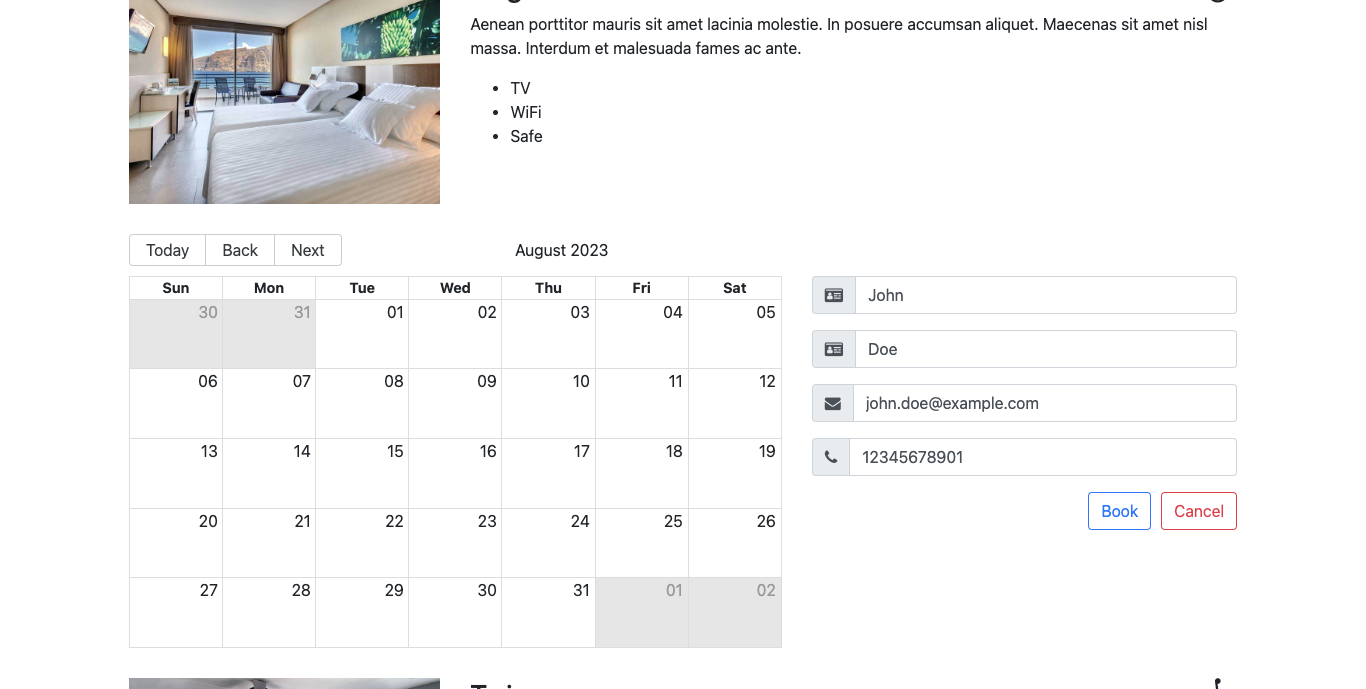 Aenean porttitor mauris sit amet lacinia molestie. In posuere accumsan aliquet. Maecenas sit amet nisl
massa. Interdum et malesuada fames ac ante.
TV
WiFi
Safe
Today Back Next August 2023
Sun Mon Tue Wed Thu Fri Sat
30 31 01 02 03 04 05
06 07 08 09 10 11 12
13 14 15 16 17 18 19
20 21 22 23 24 25 26
27 28 29 30 31 01 02
John
Doe
john.doe@example.com
12345678901
Book Cancel